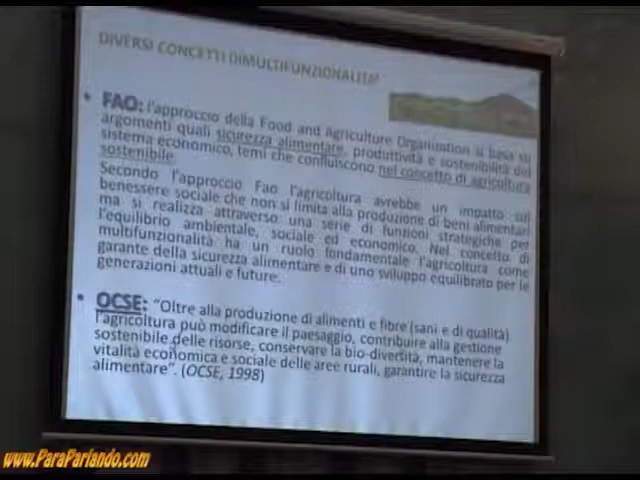 DIVERSI CONCETTI DIMULTIFUNZIONALITA'
• FAO: l'approccio della Food and Agriculture Organization si basa su
argomenti quali sicurezza alimentare, produttività e sostenibilità del
sistema economico, temi che confluiscono nel concetto di agricoltura
sostenibile.
Secondo l'approccio Fao l'agricoltura avrebbe un impatto sul
benessere sociale che non si limita alla produzione di beni alimentari
ma si realizza attraverso una serie di funzioni strategiche per
l'equilibrio ambientale, sociale ed economico. Nel concetto di
multifunzionalità ha un ruolo fondamentale l'agricoltura come
garante della sicurezza alimentare e di uno sviluppo equilibrato per le
generazioni attuali e future.
• OCSE: "Oltre alla produzione di alimenti e fibre (sani e di qualità)
l'agricoltura può modificare il paesaggio, contribuire alla gestione
sostenibile delle risorse, conservare la bio-diversità, mantenere la
vitalità economica e sociale delle aree rurali, garantire la sicurezza
alimentare". (OCSE, 1998)
www.ParaParlando.com